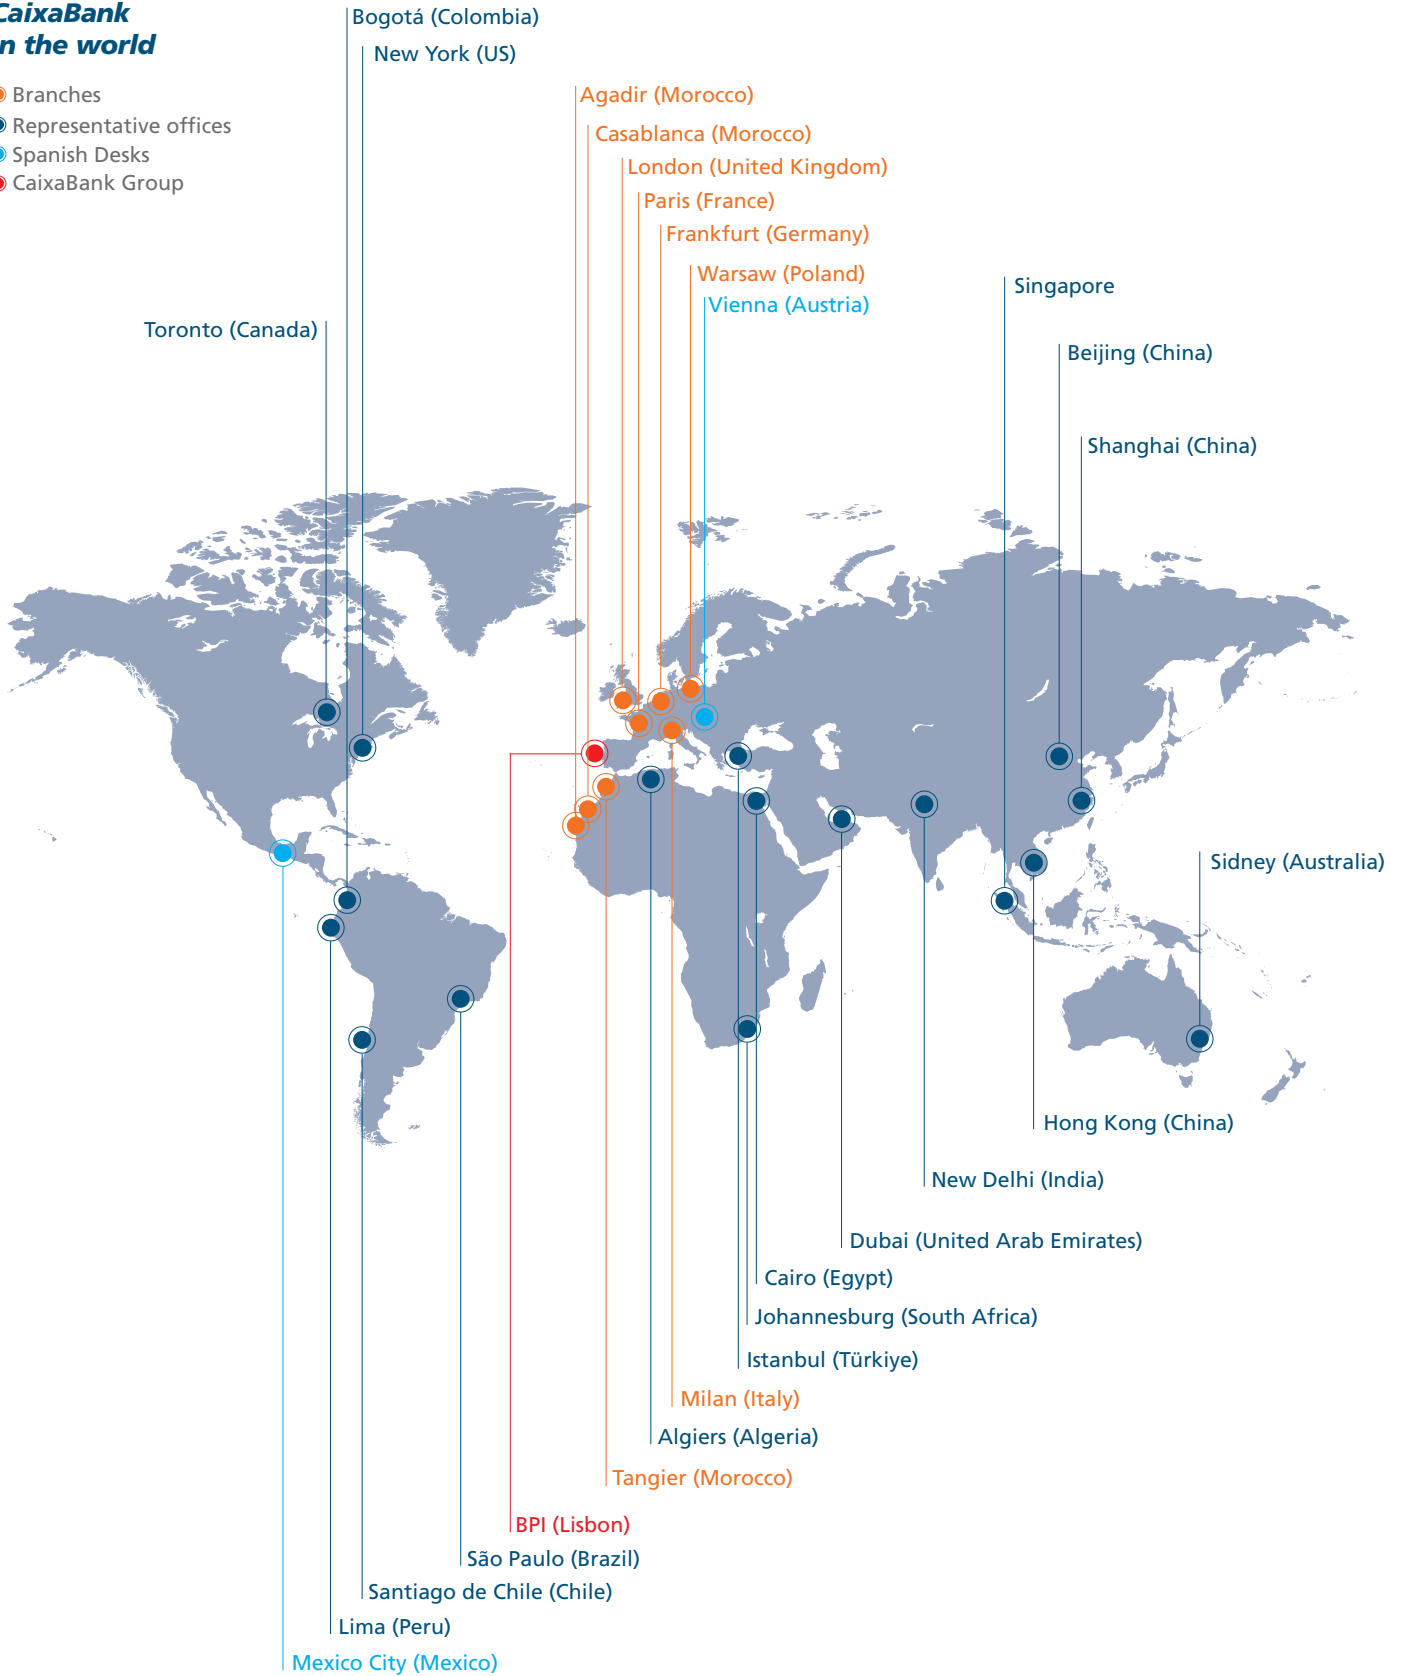 CaixaBank
in the world
Branches
Representative offices
Spanish Desks
CaixaBank Group
Bogotá (Colombia)
New York (US)
Agadir (Morocco)
Casablanca (Morocco)
London (United Kingdom)
Paris (France)
Frankfurt (Germany)
Warsaw (Poland)
Vienna (Austria)
Singapore
Toronto (Canada)
Beijing (China)
Shanghai (China)
Sidney (Australia)
Hong Kong (China)
New Delhi (India)
Dubai (United Arab Emirates)
Cairo (Egypt)
Johannesburg (South Africa)
Istanbul (Türkiye)
Milan (Italy)
Algiers (Algeria)
Tangier (Morocco)
BPI (Lisbon)
São Paulo (Brazil)
Santiago de Chile (Chile)
Lima (Peru)
Mexico City (Mexico)